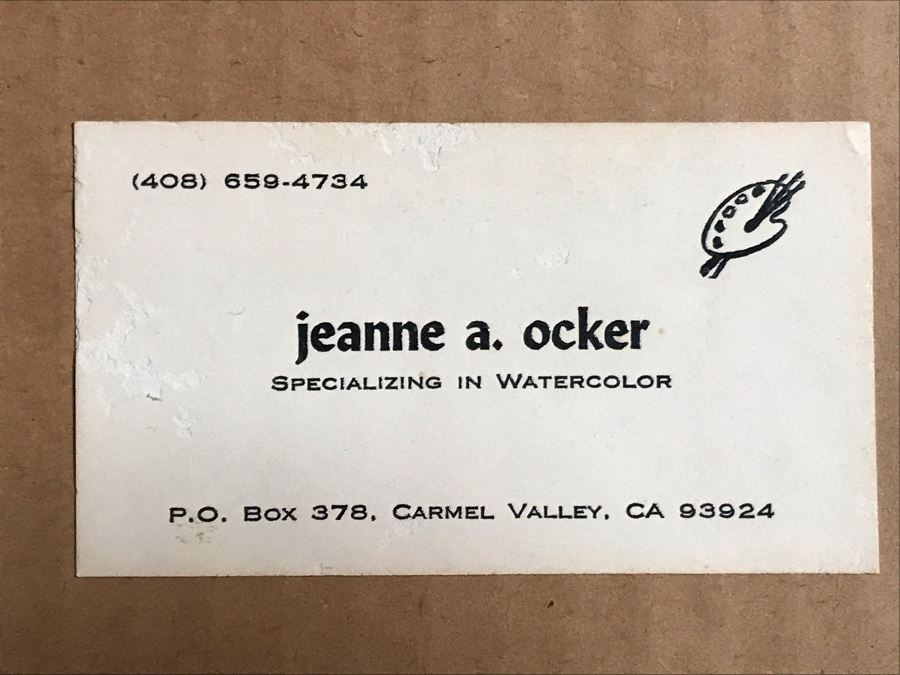 (408) 659-4734
jeanne a. ocker
Specializing in Watercolor
P.O. Box 378, Carmel Valley, CA 93924